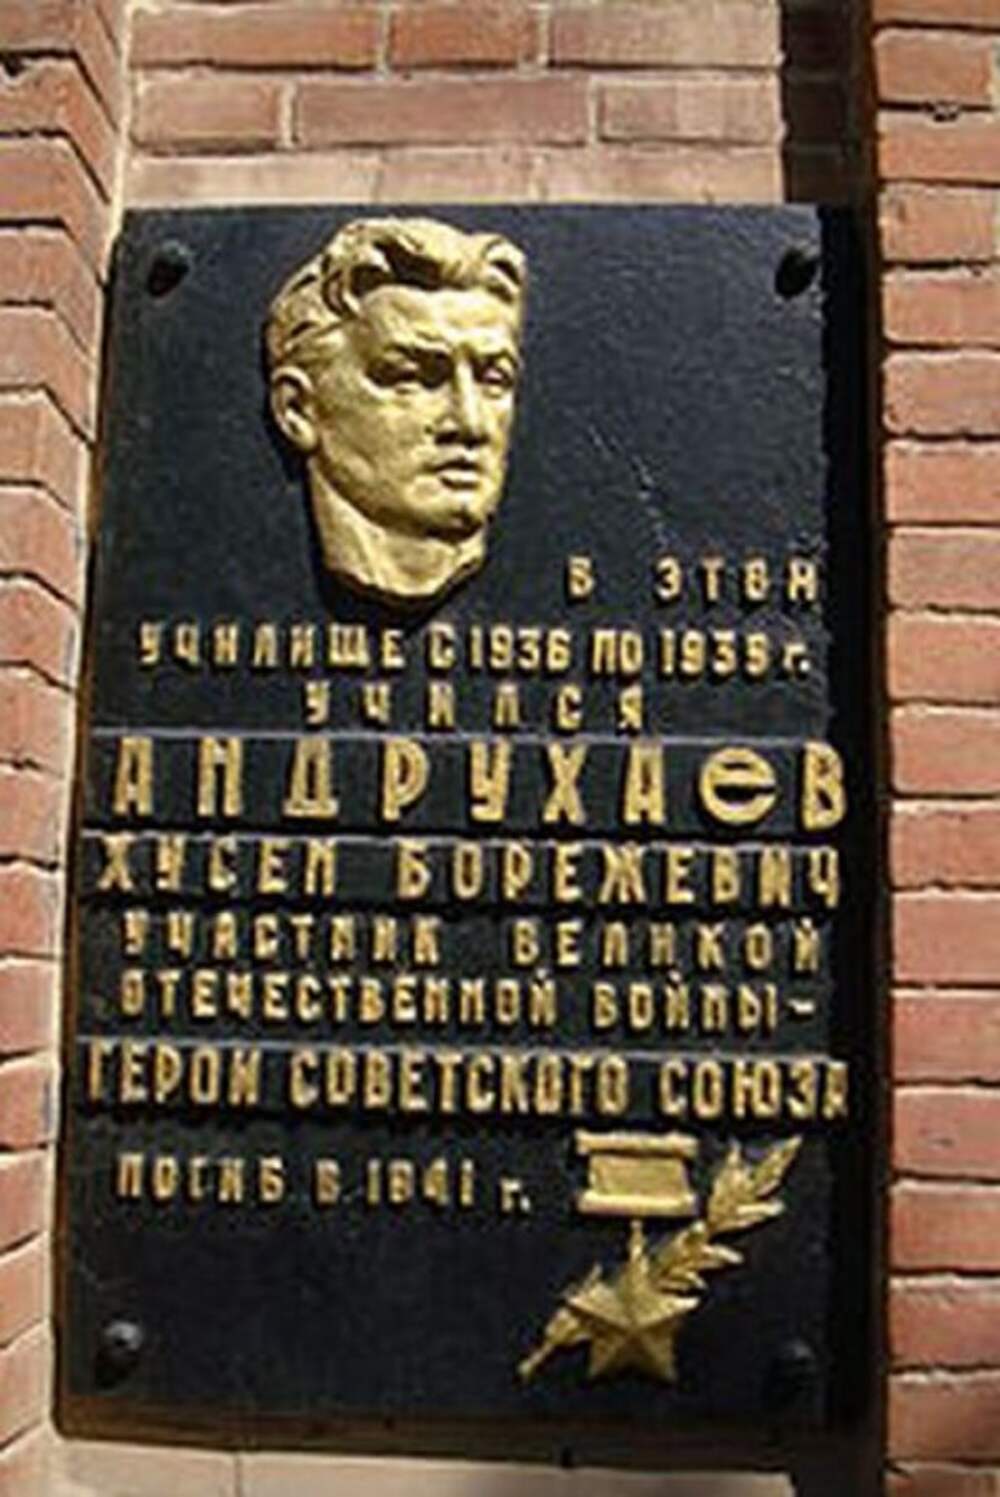 В ЭТОМ
УЧИЛИЩЕ С 1936 ПО 1939 г.
УЧИЛСЯ
АНДРУХАЕВ
ХУСЕН БОРЕЖЕВИЧ
УЧАСТНИК ВЕЛИКОЙ
ОТЕЧЕСТВЕННОЙ ВОЙНЫ –
ГЕРОЙ СОВЕТСКОГО СОЮЗА
ПОГИБ В 1941 г.